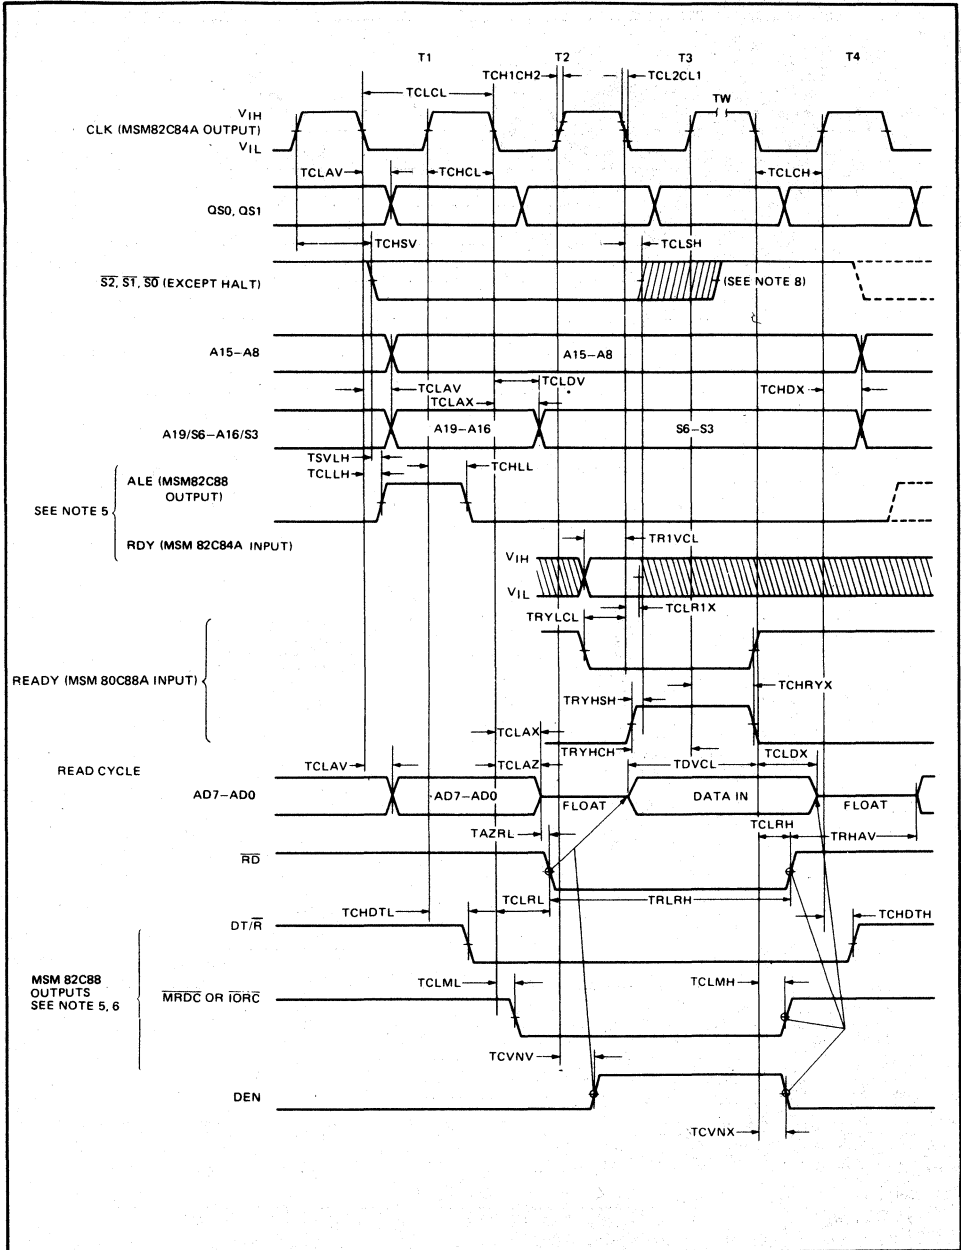 T1 T2 T3 T4
TCH1CH2 TCL2CL1
TCLCL
TW
VIH
CLK (MSM82C84A OUTPUT)
VIL
TCLAV TCHCL TCLCH
QS0, QS1
TCHSV TCLSH
S2, S1, S0 (EXCEPT HALT) (SEE NOTE 8)
A15–A8 A15–A8
TCLAV TCLDV TCHDX
TCLAX
A19/S6–A16/S3 A19–A16 S6–S3
TSVLH
TCLLH TCHLL
ALE (MSM82C88 OUTPUT)
SEE NOTE 5
RDY (MSM 82C84A INPUT)
TR1VCL
VIH
VIL
TCLR1X
TRYLCL
READY (MSM 80C88A INPUT)
TRYHSH TCHRYX
TCLAX TRYHCH
TCLDX
READ CYCLE TCLAV TCLAZ TDVCL
AD7–AD0 AD7–AD0 FLOAT DATA IN FLOAT
TAZRL TCLRH TRHAV
RD
TCLRL TRLRH
TCHDTL TCHDTH
DT/R
MSM 82C88
OUTPUTS
SEE NOTE 5, 6
TCLML TCLMH
MRDC OR IORC
TCVNV
DEN
TCVNX